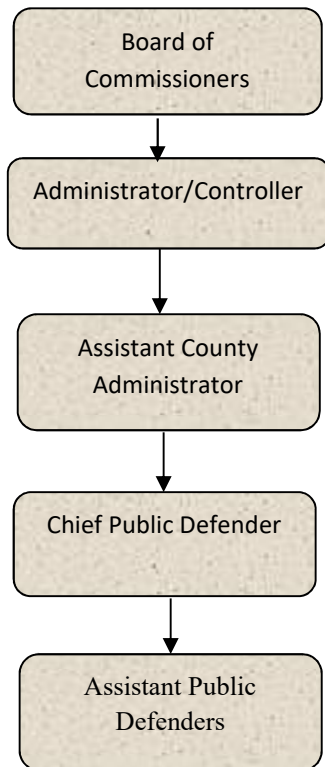 Board of
Commissioners
Administrator/Controller
Assistant County
Administrator
Chief Public Defender
Assistant Public
Defenders